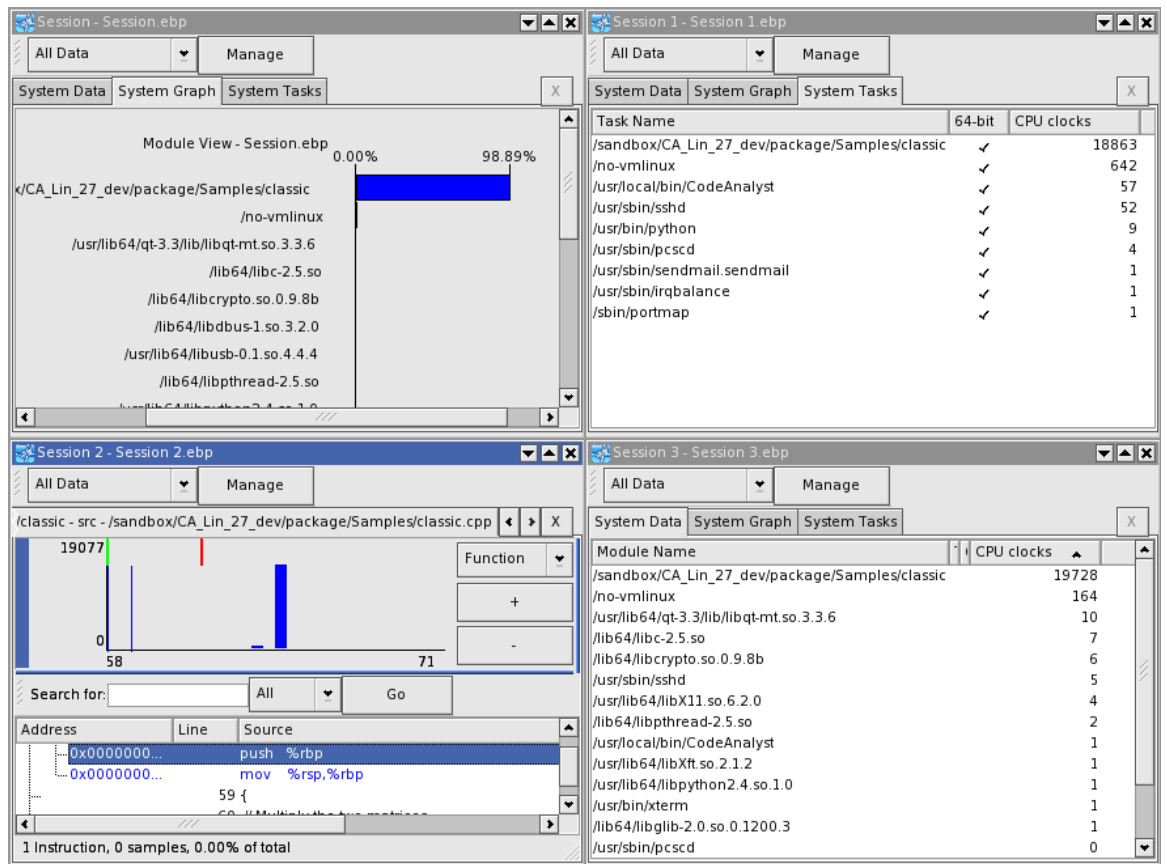 Session - Session.ebp
All Data
Manage
System Data System Graph System Tasks X
Module View - Session.ebp
0.00% 98.89%
/CA_Lin_27_dev/package/Samples/classic
/no-vmlinux
/usr/lib64/qt-3.3/lib/libqt-mt.so.3.3.6
/lib64/libc-2.5.so
/lib64/libcrypto.so.0.9.8b
/lib64/libdbus-1.so.3.2.0
/usr/lib64/libusb-0.1.so.4.4.4
/lib64/libpthread-2.5.so
Session 1 - Session 1.ebp
All Data
Manage
System Data System Graph System Tasks X
Task Name 64-bit CPU clocks
/sandbox/CA_Lin_27_dev/package/Samples/classic ✓ 18863
/no-vmlinux ✓ 642
/usr/local/bin/CodeAnalyst ✓ 57
/usr/sbin/sshd ✓ 52
/usr/bin/python ✓ 9
/usr/sbin/pcscd ✓ 4
/usr/sbin/sendmail.sendmail ✓ 1
/usr/sbin/irqbalance ✓ 1
/sbin/portmap ✓ 1
Session 2 - Session 2.ebp
All Data
Manage
/classic - src - /sandbox/CA_Lin_27_dev/package/Samples/classic.cpp X
19077
0
58 71
Function
+
-
Search for: All Go
Address Line Source
0x0000000... push %rbp
0x0000000... mov %rsp,%rbp
59 {
1 Instruction, 0 samples, 0.00% of total
Session 3 - Session 3.ebp
All Data
Manage
System Data System Graph System Tasks X
Module Name CPU clocks
/sandbox/CA_Lin_27_dev/package/Samples/classic 19728
/no-vmlinux 164
/usr/lib64/qt-3.3/lib/libqt-mt.so.3.3.6 10
/lib64/libc-2.5.so 7
/lib64/libcrypto.so.0.9.8b 6
/usr/sbin/sshd 5
/usr/lib64/libX11.so.6.2.0 4
/lib64/libpthread-2.5.so 2
/usr/local/bin/CodeAnalyst 1
/usr/lib64/libXft.so.2.1.2 1
/usr/lib64/libpython2.4.so.1.0 1
/usr/bin/xterm 1
/lib64/libglib-2.0.so.0.1200.3 1
/usr/sbin/pcscd 0